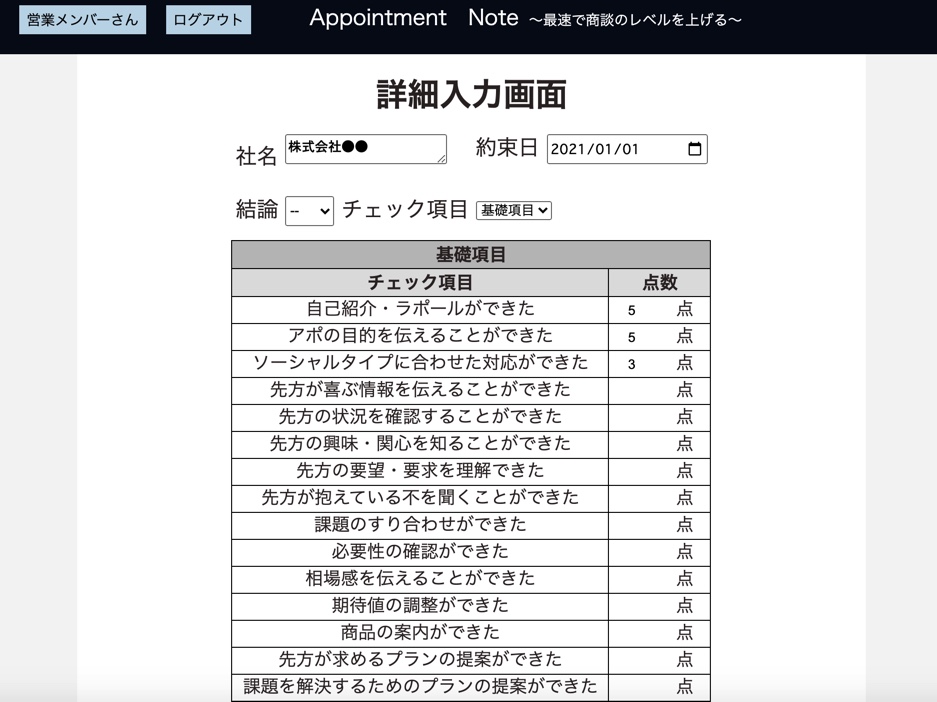 営業メンバーさん ログアウト Appointment Note ～最速で商談のレベルを上げる～
詳細入力画面
社名 株式会社●● 約束日 2021/01/01
結論 -- チェック項目 基礎項目
基礎項目
チェック項目 点数
自己紹介・ラポールができた 5 点
アポの目的を伝えることができた 5 点
ソーシャルタイプに合わせた対応ができた 3 点
先方が喜ぶ情報を伝えることができた 点
先方の状況を確認することができた 点
先方の興味・関心を知ることができた 点
先方の要望・要求を理解できた 点
先方が抱えている不を聞くことができた 点
課題のすり合わせができた 点
必要性の確認ができた 点
相場感を伝えることができた 点
期待値の調整ができた 点
商品の案内ができた 点
先方が求めるプランの提案ができた 点
課題を解決するためのプランの提案ができた 点